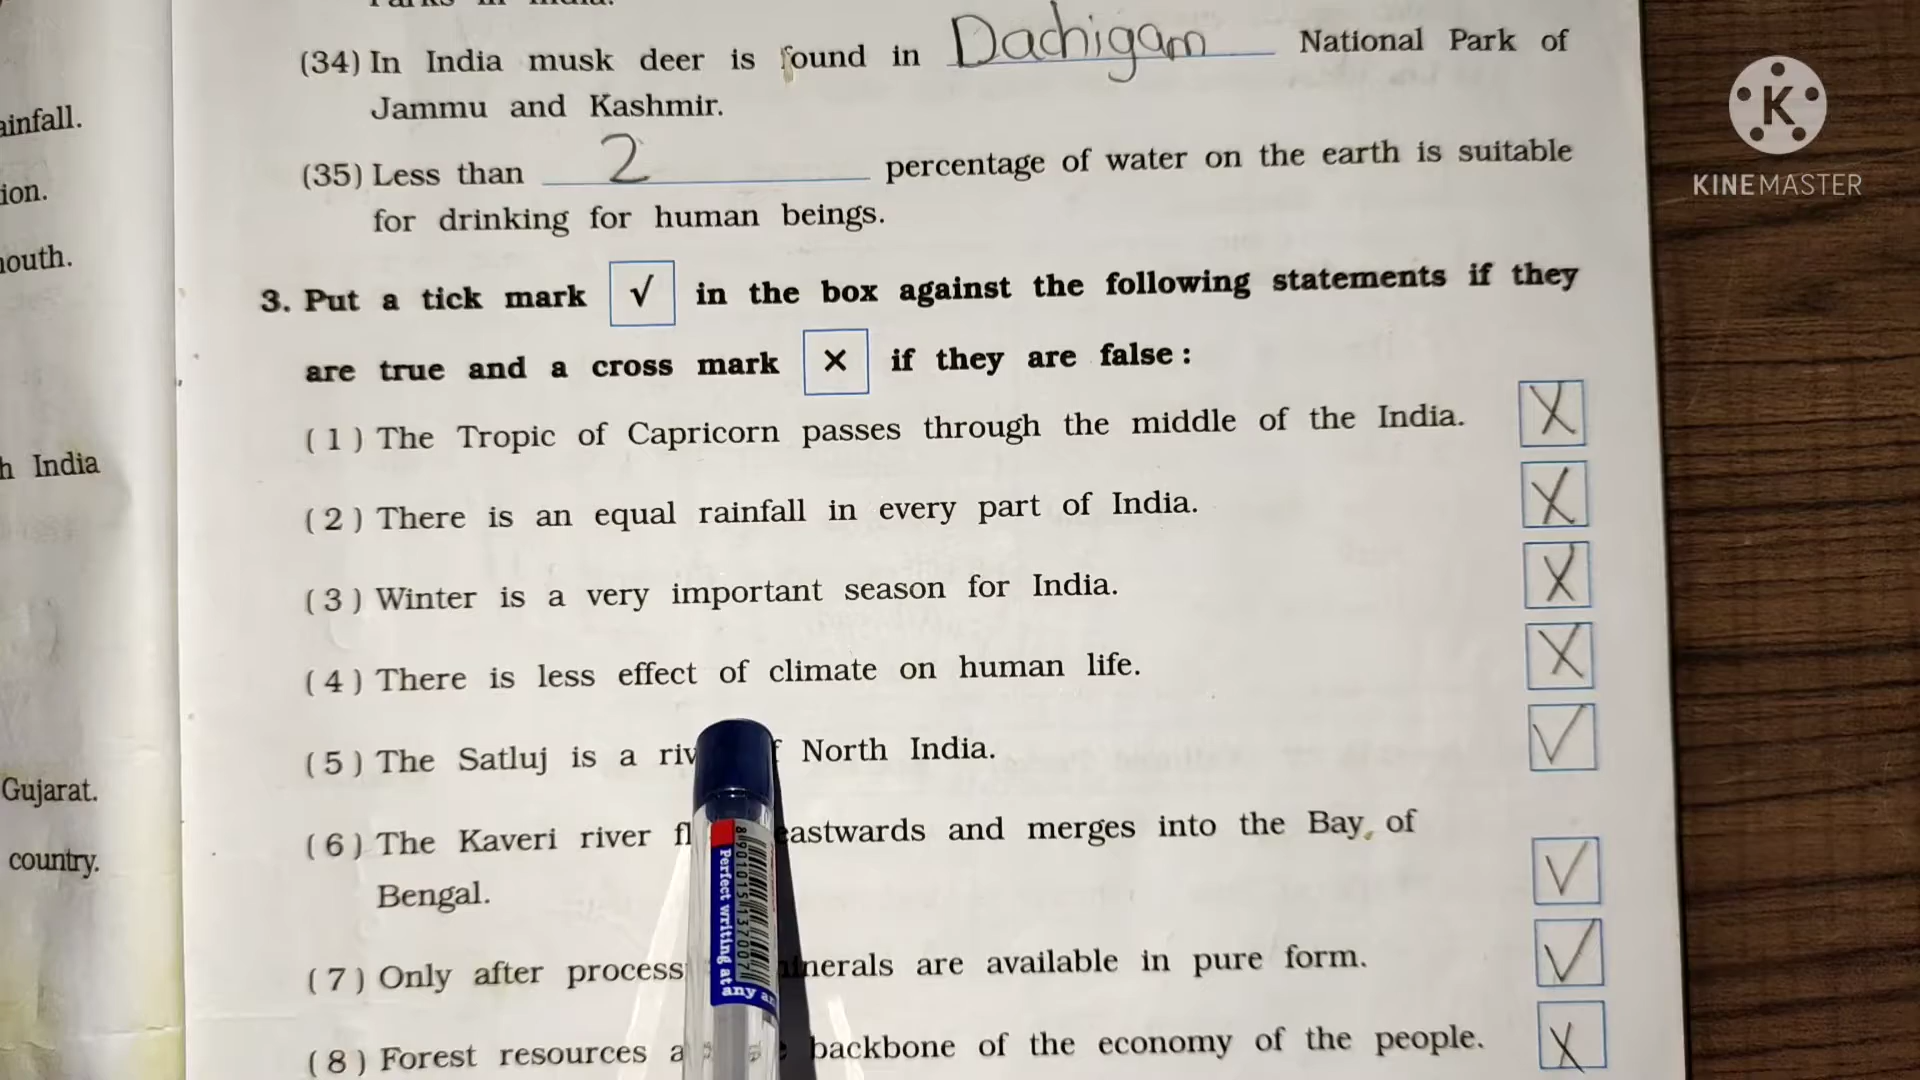 (34) In India musk deer is found in Dachigam National Park of
Jammu and Kashmir.
(35) Less than 2 percentage of water on the earth is suitable
for drinking for human beings.
3. Put a tick mark √ in the box against the following statements if they
are true and a cross mark × if they are false :
(1) The Tropic of Capricorn passes through the middle of the India. X
(2) There is an equal rainfall in every part of India. X
(3) Winter is a very important season for India. X
(4) There is less effect of climate on human life. X
(5) The Satluj is a riv North India. ✓
(6) The Kaveri river fl eastwards and merges into the Bay of
Bengal. ✓
(7) Only after process nerals are available in pure form. ✓
(8) Forest resources a backbone of the economy of the people. X
ainfall.
ion.
outh.
h India
Gujarat.
country.
K
KINEMASTER
8901015137007
Perfect writing at
any a